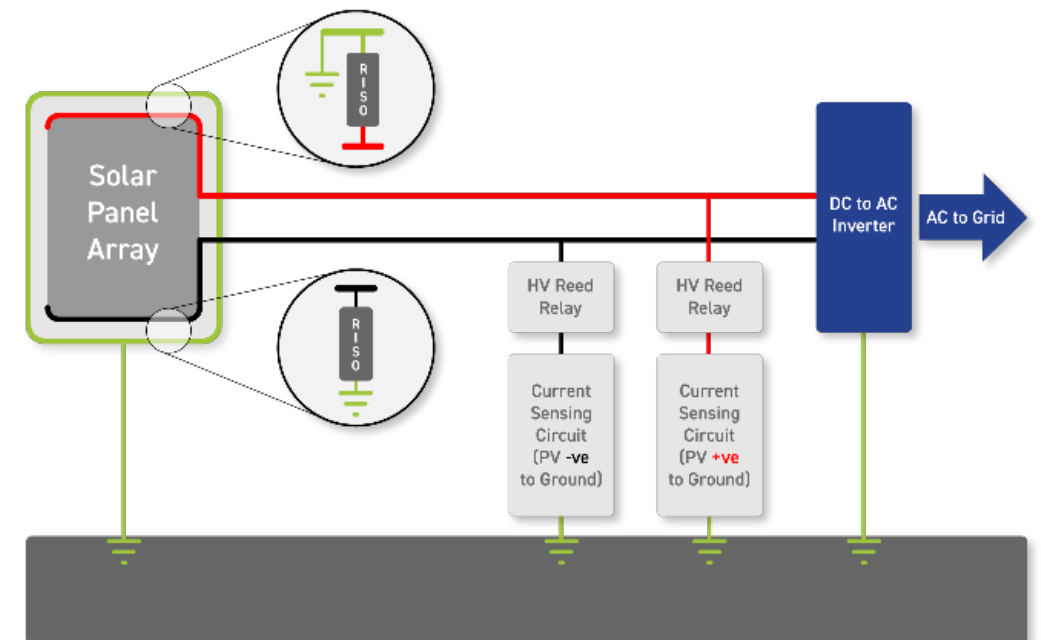 R
I
S
O
Solar
Panel
Array
DC to AC
Inverter
AC to Grid
HV Reed
Relay
HV Reed
Relay
R
I
S
O
Current
Sensing
Circuit
(PV -ve
to Ground)
Current
Sensing
Circuit
(PV +ve
to Ground)